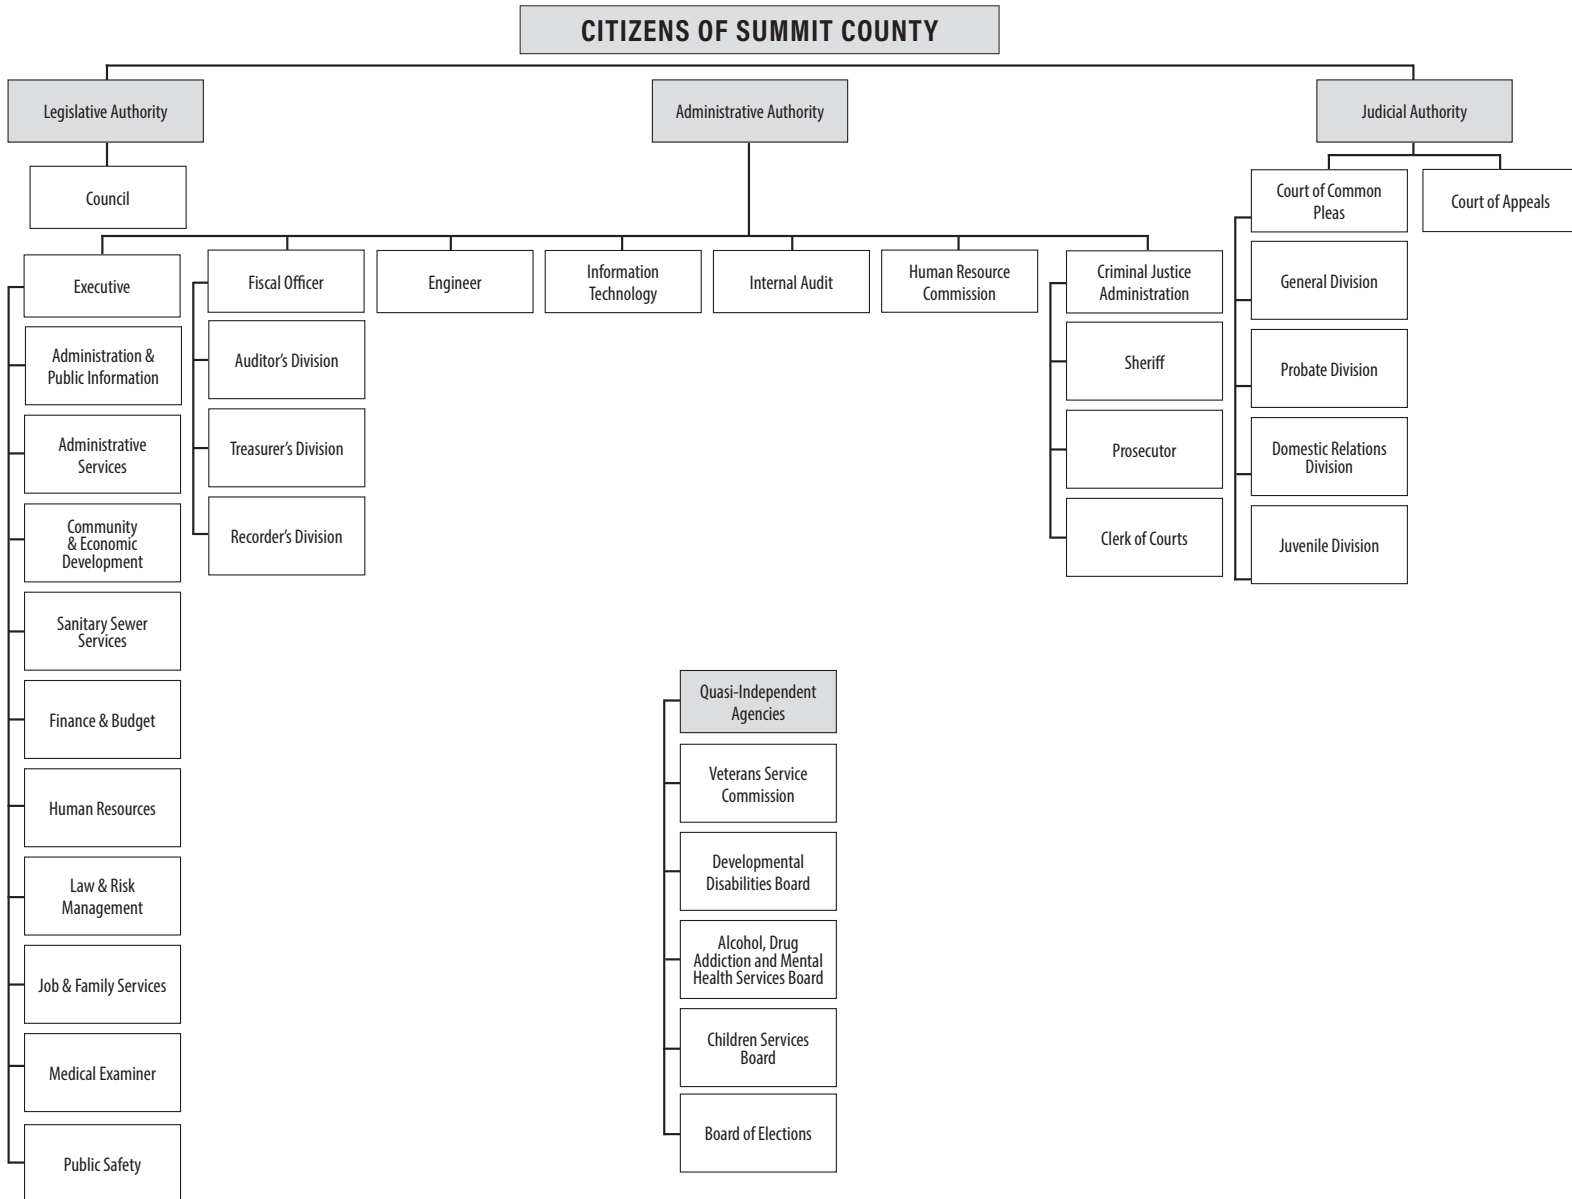 CITIZENS OF SUMMIT COUNTY
Legislative Authority
Administrative Authority
Judicial Authority
Council
Court of Common
Pleas
Court of Appeals
Executive
Fiscal Officer
Engineer
Information
Technology
Internal Audit
Human Resource
Commission
Criminal Justice
Administration
Administration &
Public Information
Administrative
Services
Community
& Economic
Development
Sanitary Sewer
Services
Finance & Budget
Human Resources
Law & Risk
Management
Job & Family Services
Medical Examiner
Public Safety
Auditor's Division
Treasurer's Division
Recorder's Division
Sheriff
Prosecutor
Clerk of Courts
General Division
Probate Division
Domestic Relations
Division
Juvenile Division
Quasi-Independent
Agencies
Veterans Service
Commission
Developmental
Disabilities Board
Alcohol, Drug
Addiction and Mental
Health Services Board
Children Services
Board
Board of Elections